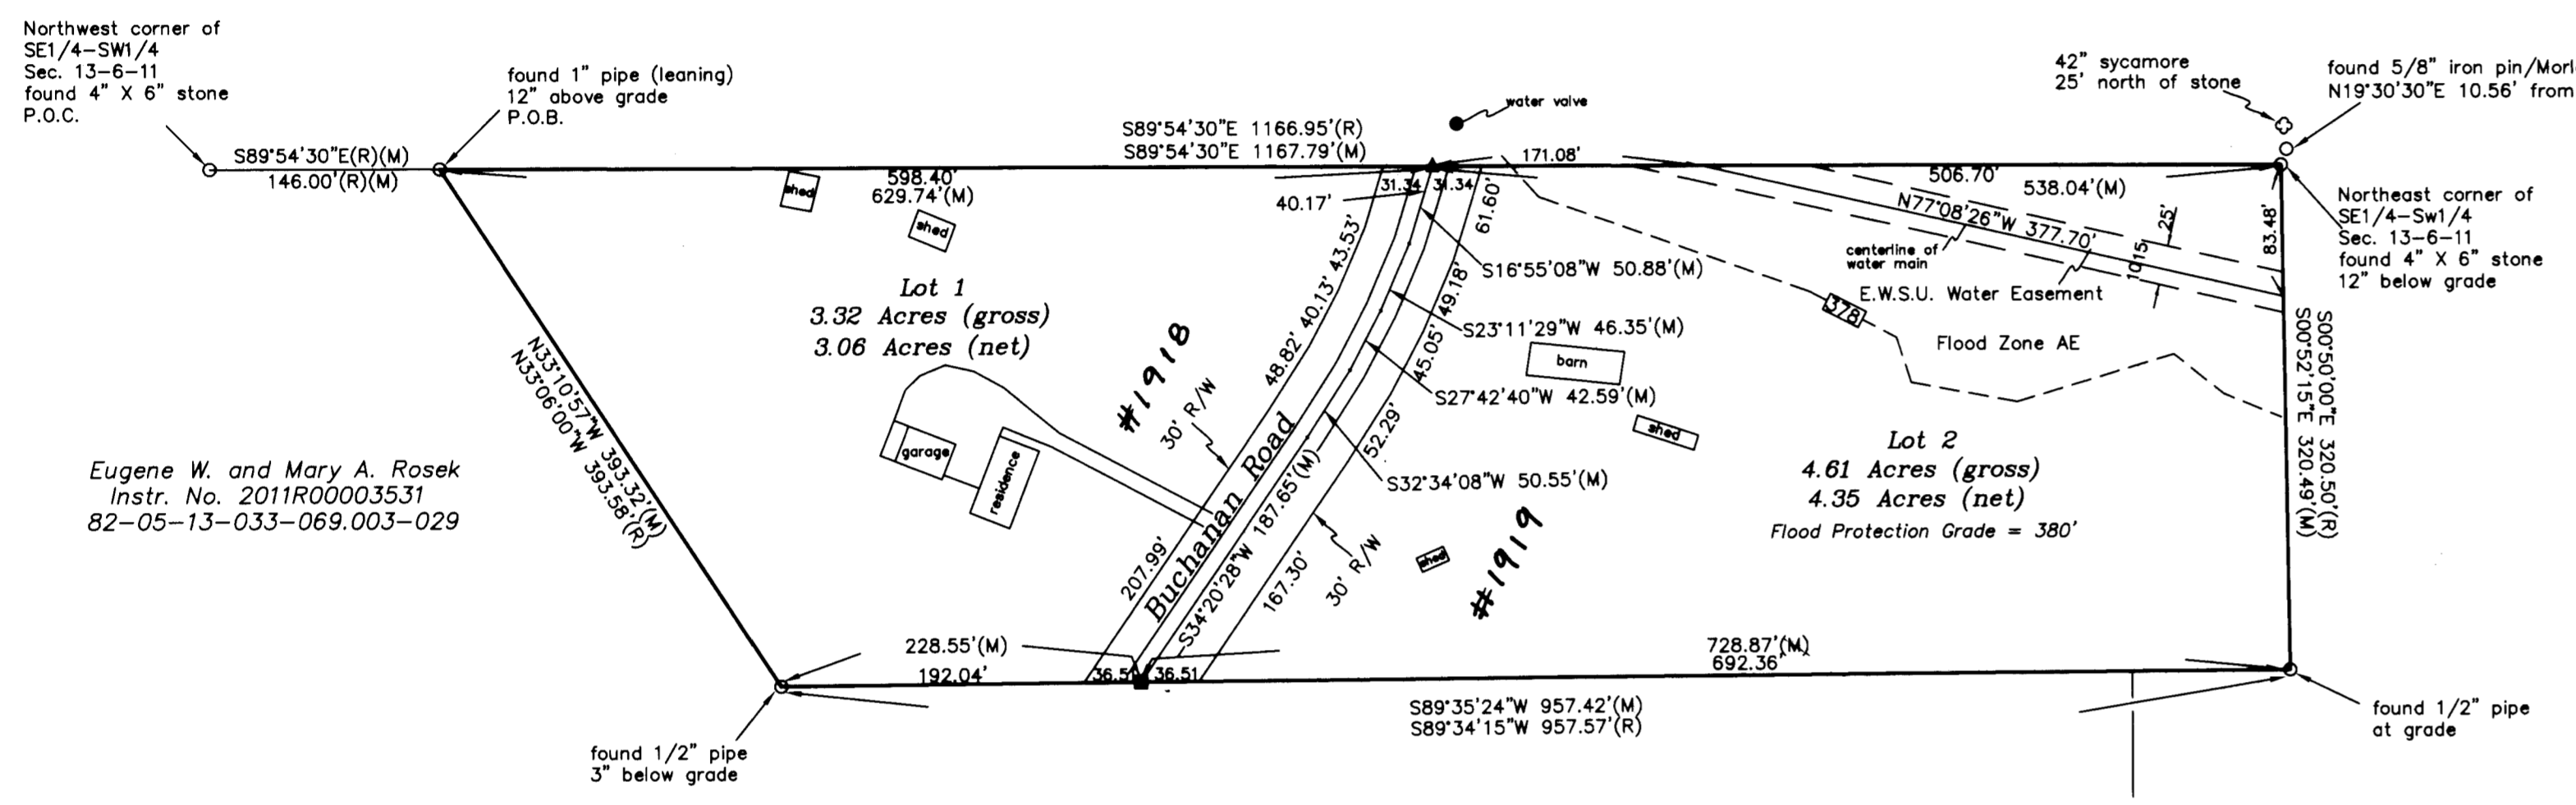 Northwest corner of
SE1/4-SW1/4
Sec. 13-6-11
found 4" X 6" stone
P.O.C.
found 1" pipe (leaning)
12" above grade
P.O.B.
S89°54'30"E(R)(M)
146.00'(R)(M)
S89°54'30"E 1166.95'(R)
S89°54'30"E 1167.79'(M)
water valve
171.08'
42" sycamore
25' north of stone
found 5/8" iron pin/Morl
N19°30'30"E 10.56' from
598.40'
629.74'(M)
shed
shed
31.34
31.34
40.17'
61.60'
506.70'
538.04'(M)
Northeast corner of
SE1/4-Sw1/4
Sec. 13-6-11
found 4" X 6" stone
12" below grade
N77°08'26"W 377.70'
25'
83.48'
centerline of
water main
10
15
E.W.S.U. Water Easement
378
Flood Zone AE
S16°55'08"W 50.88'(M)
S23°11'29"W 46.35'(M)
S27°42'40"W 42.59'(M)
S32°34'08"W 50.55'(M)
Lot 1
3.32 Acres (gross)
3.06 Acres (net)
43.53'
40.13'
48.82'
207.99'
49.18'
45.05'
52.29'
167.30'
#1918
30' R/W
barn
shed
S00°50'00"E 320.50'(R)
S00°52'15"E 320.49'(M)
N33°10'57"W 393.32'(M)
N33°06'00"W 393.58'(R)
Eugene W. and Mary A. Rosek
Instr. No. 2011R00003531
82-05-13-033-069.003-029
garage
residence
Buchanan Road
S34°20'28"W 187.65'(M)
Lot 2
4.61 Acres (gross)
4.35 Acres (net)
Flood Protection Grade = 380'
shed
30' R/W
#1919
228.55'(M)
192.04'
36.51
36.51
728.87'(M)
692.36'
S89°35'24"W 957.42'(M)
S89°34'15"W 957.57'(R)
found 1/2" pipe
3" below grade
found 1/2" pipe
at grade